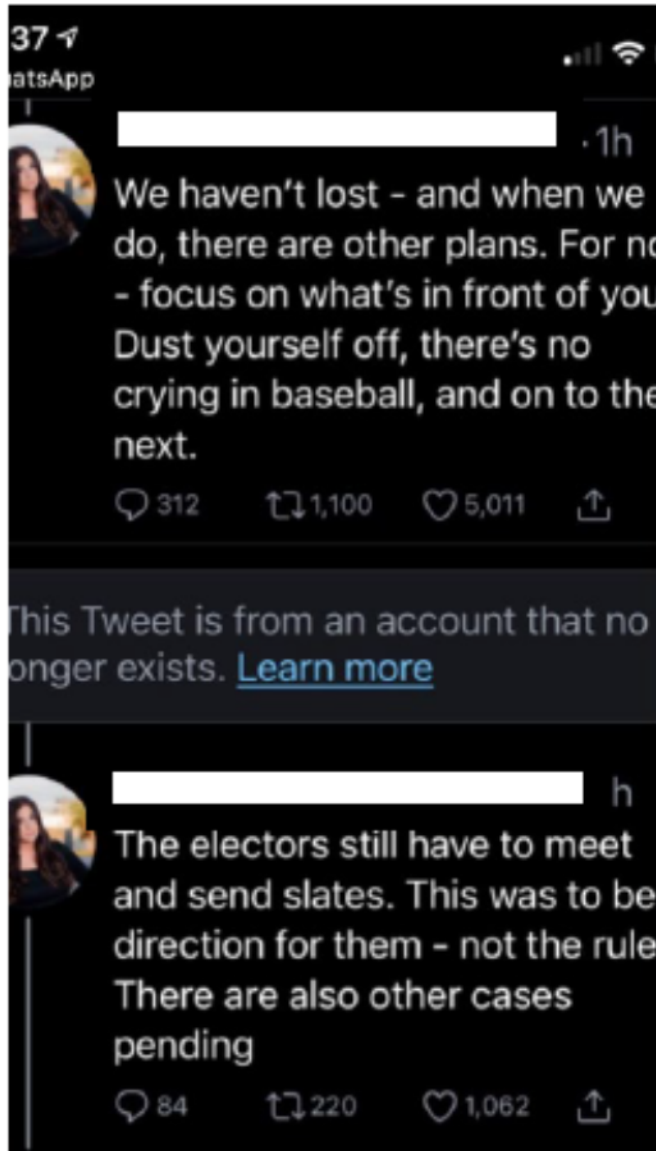 37
atsApp
· 1h
We haven't lost - and when we
do, there are other plans. For
- focus on what's in front of you
Dust yourself off, there's no
crying in baseball, and on to the
next.
312 1,100 5,011
This Tweet is from an account that no
onger exists. Learn more
h
The electors still have to meet
and send slates. This was to be
direction for them - not the rule
There are also other cases
pending
84 220 1,062